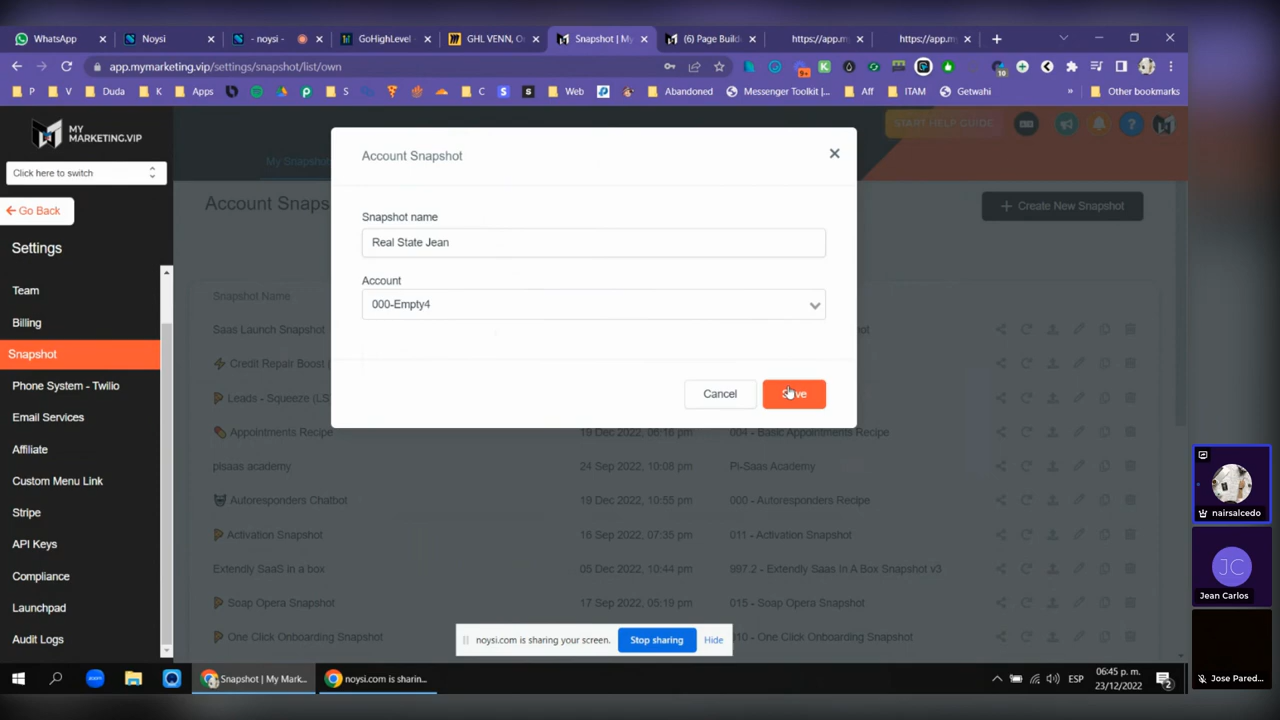 WhatsApp
Noysi
- noysi -
GoHighLevel -
GHL VENN, O
Snapshot | My
(6) Page Build
https://app.m
https://app.m
app.mymarketing.vip/settings/snapshot/list/own
9+
10
P
V
Duda
K
Apps
S
C
Web
Abandoned
Messenger Toolkit |...
Aff
ITAM
Getwahi
»
Other bookmarks
MY
MARKETING.VIP
START-HELP GUIDE
Click here to switch
My Snapshot
Go Back
Account Snaps
Create New Snapshot
Settings
Account Snapshot
Snapshot name
Real State Jean
Account
000-Empty4
Cancel
Save
Team
Billing
Snapshot
Phone System - Twilio
Email Services
Affiliate
Custom Menu Link
Stripe
API Keys
Compliance
Launchpad
Audit Logs
Snapshot Name
Saas Launch Snapshot
Credit Repair Boost
Leads - Squeeze (LS
Appointments Recipe 19 Dec 2022, 06:16 pm 004 - Basic Appointments Recipe
pisaas academy 24 Sep 2022, 10:08 pm Pi-Saas Academy
Autoresponders Chatbot 19 Dec 2022, 10:55 pm 000 - Autoresponders Recipe
Activation Snapshot 16 Sep 2022, 07:35 pm 011 - Activation Snapshot
Extendly SaaS in a box 05 Dec 2022, 10:44 pm 997.2 - Extendly Saas In A Box Snapshot v3
Soap Opera Snapshot 17 Sep 2022, 05:19 pm 015 - Soap Opera Snapshot
One Click Onboarding Snapshot 010 - One Click Onboarding Snapshot
noysi.com is sharing your screen.
Stop sharing
Hide
nairsalcedo
JC
Jean Carlos
Jose Pared...
Snapshot | My Mark...
noysi.com is sharin...
ESP
06:45 p. m.
23/12/2022
2